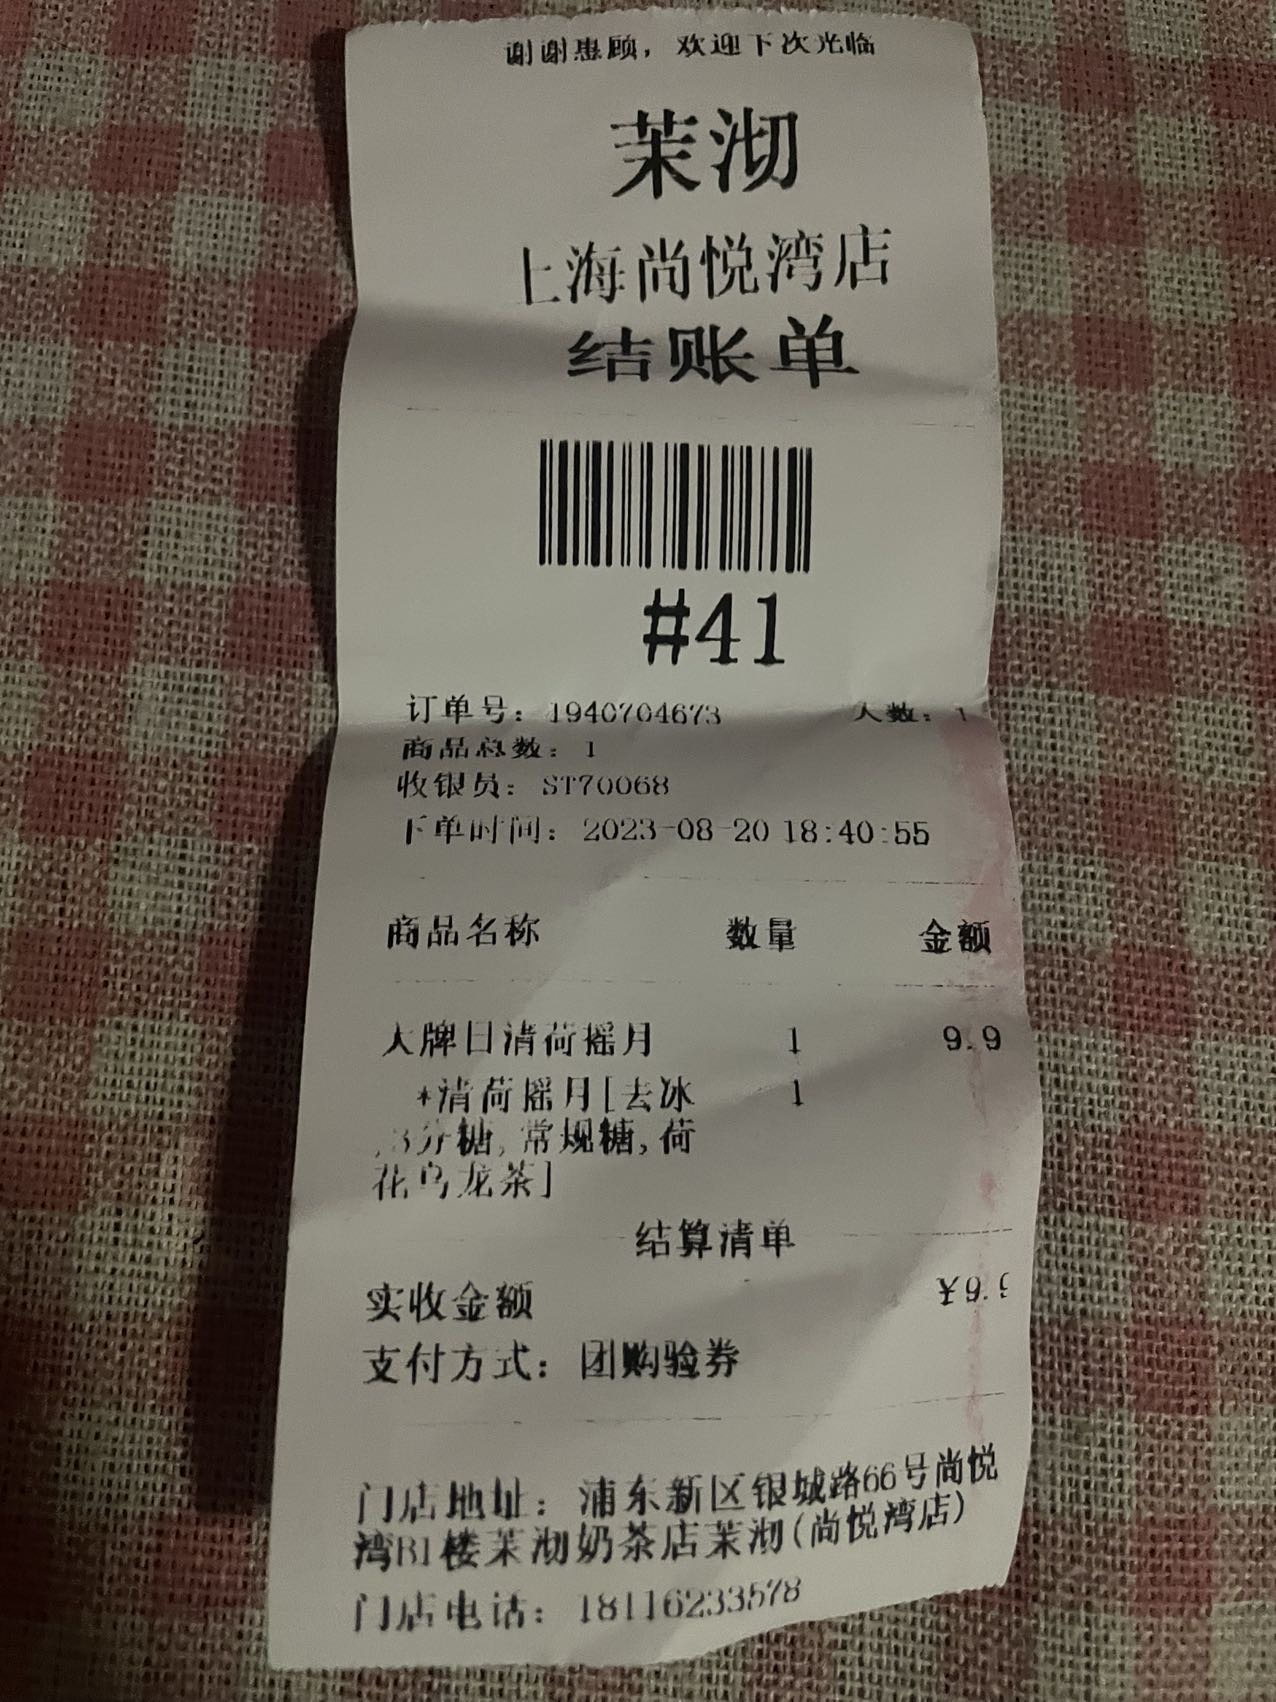 谢谢惠顾，欢迎下次光临
茉沏
上海尚悦湾店
结账单
#41
订单号：1940704673 人数：1
商品总数：1
收银员：ST70068
下单时间：2023-08-20 18:40:55
商品名称 数量 金额
大牌日清荷摇月 1 9.9
*清荷摇月[去冰 1
,3分糖,常规糖,荷
花乌龙茶]
结算清单
实收金额 ¥9.9
支付方式：团购验券
门店地址：浦东新区银城路66号尚悦
湾B1楼茉沏奶茶店茉沏(尚悦湾店)
门店电话：18116233578